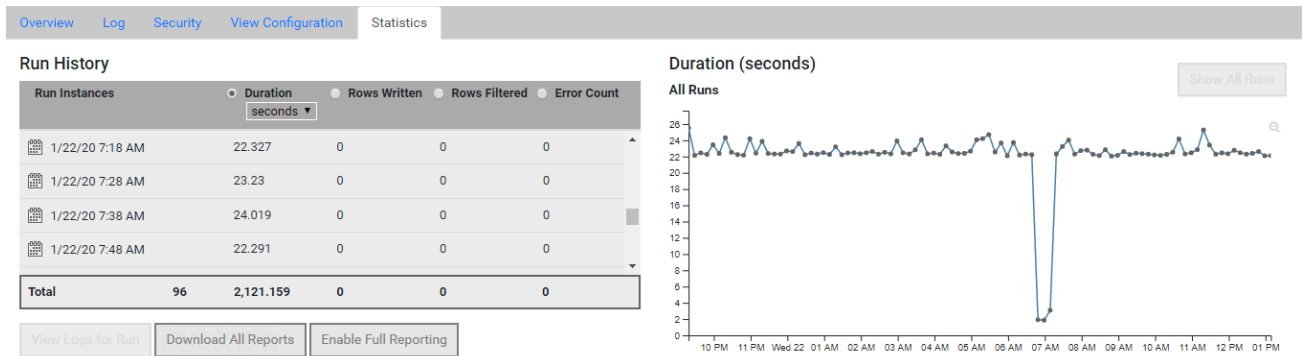 Overview Log Security View Configuration Statistics
Run History
Run Instances Duration Rows Written Rows Filtered Error Count
seconds ▼
1/22/20 7:18 AM 22.327 0 0 0
1/22/20 7:28 AM 23.23 0 0 0
1/22/20 7:38 AM 24.019 0 0 0
1/22/20 7:48 AM 22.291 0 0 0
Total 96 2,121.159 0 0 0
View Logs for Run Download All Reports Enable Full Reporting
Duration (seconds)
Show All Runs
All Runs
26
24
22
20
18
16
14
12
10
8
6
4
2
0
10 PM 11 PM Wed 22 01 AM 02 AM 03 AM 04 AM 05 AM 06 AM 07 AM 08 AM 09 AM 10 AM 11 AM 12 PM 01 PM